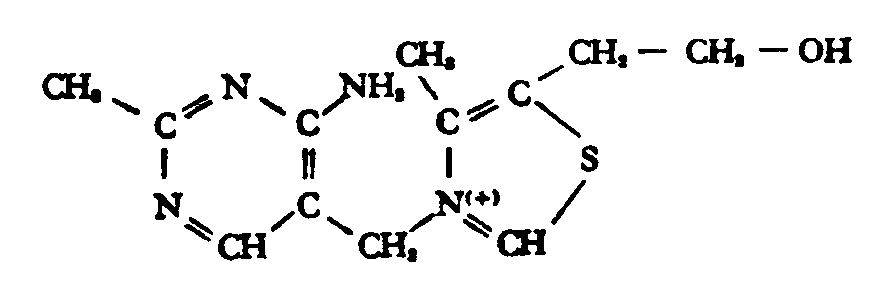 CH₃ CH₂ — CH₂ — OH
CH₃ N NH₂
C C C C
S
N C N(+)
CH CH₂ CH